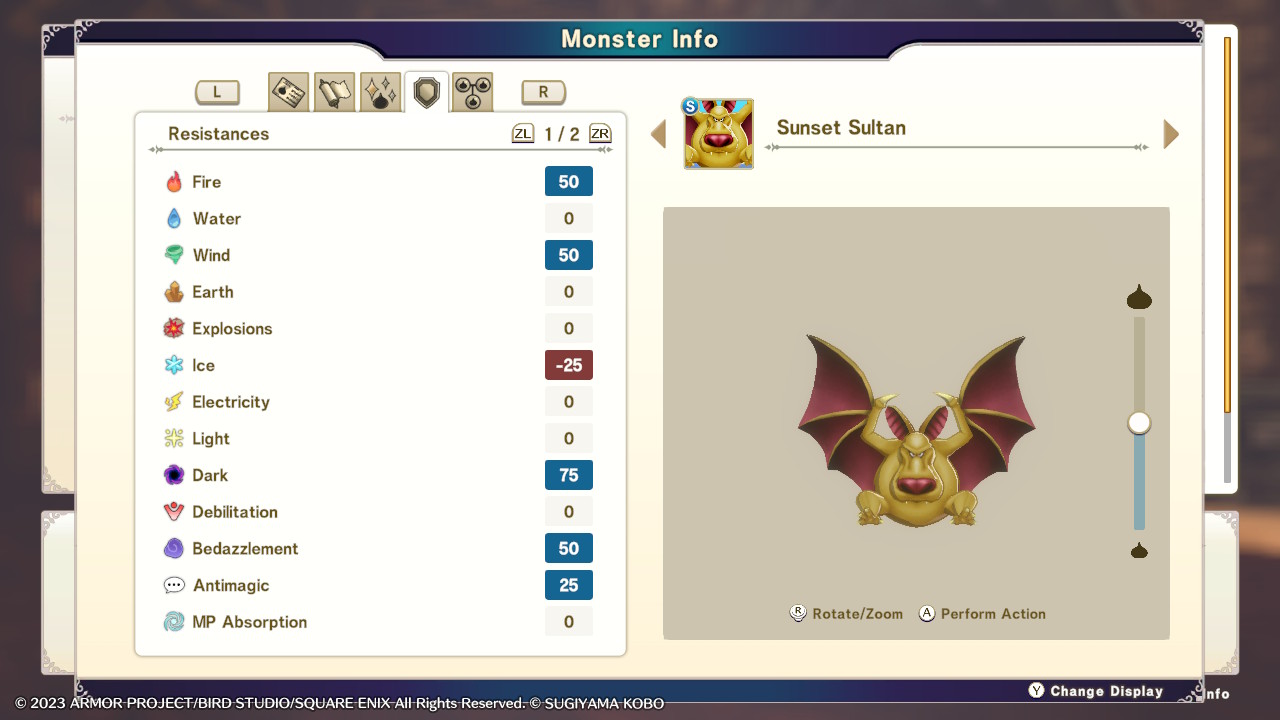 Monster Info
L
R
Resistances
ZL 1 / 2 ZR
Fire 50
Water 0
Wind 50
Earth 0
Explosions 0
Ice -25
Electricity 0
Light 0
Dark 75
Debilitation 0
Bedazzlement 50
Antimagic 25
MP Absorption 0
S
Sunset Sultan
R Rotate/Zoom A Perform Action
Y Change Display
Info
© 2023 ARMOR PROJECT/BIRD STUDIO/SQUARE ENIX All Rights Reserved. © SUGIYAMA KOBO